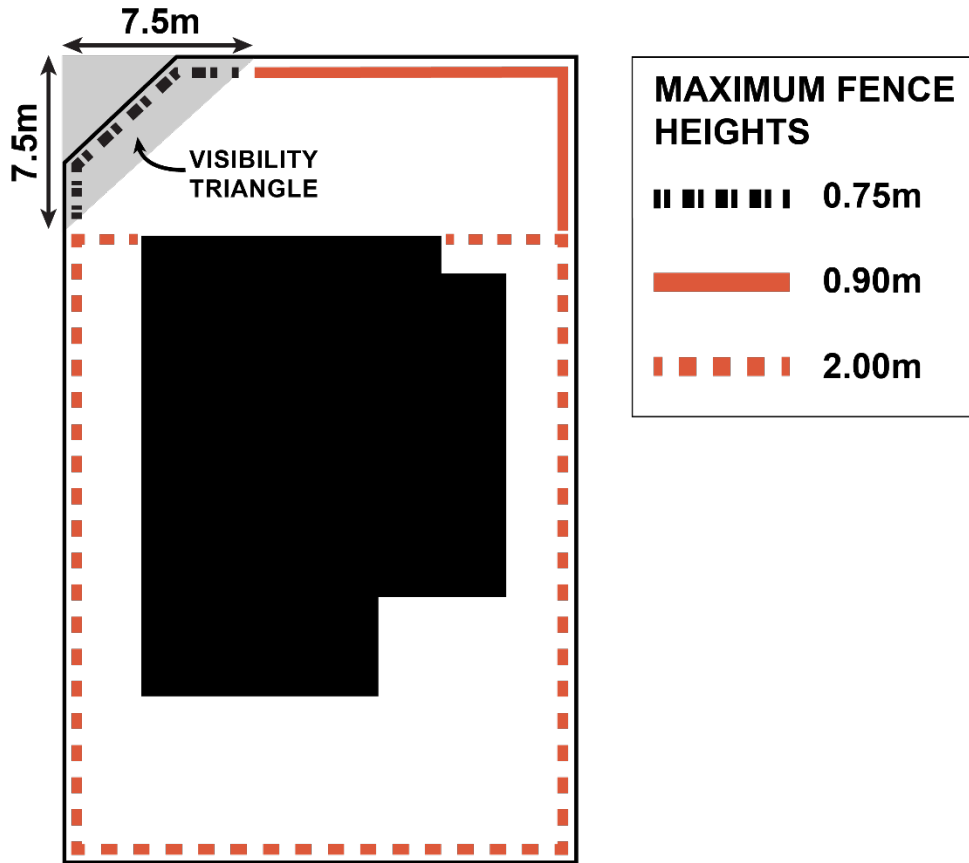 7.5m
7.5m
VISIBILITY
TRIANGLE
MAXIMUM FENCE
HEIGHTS
0.75m
0.90m
2.00m